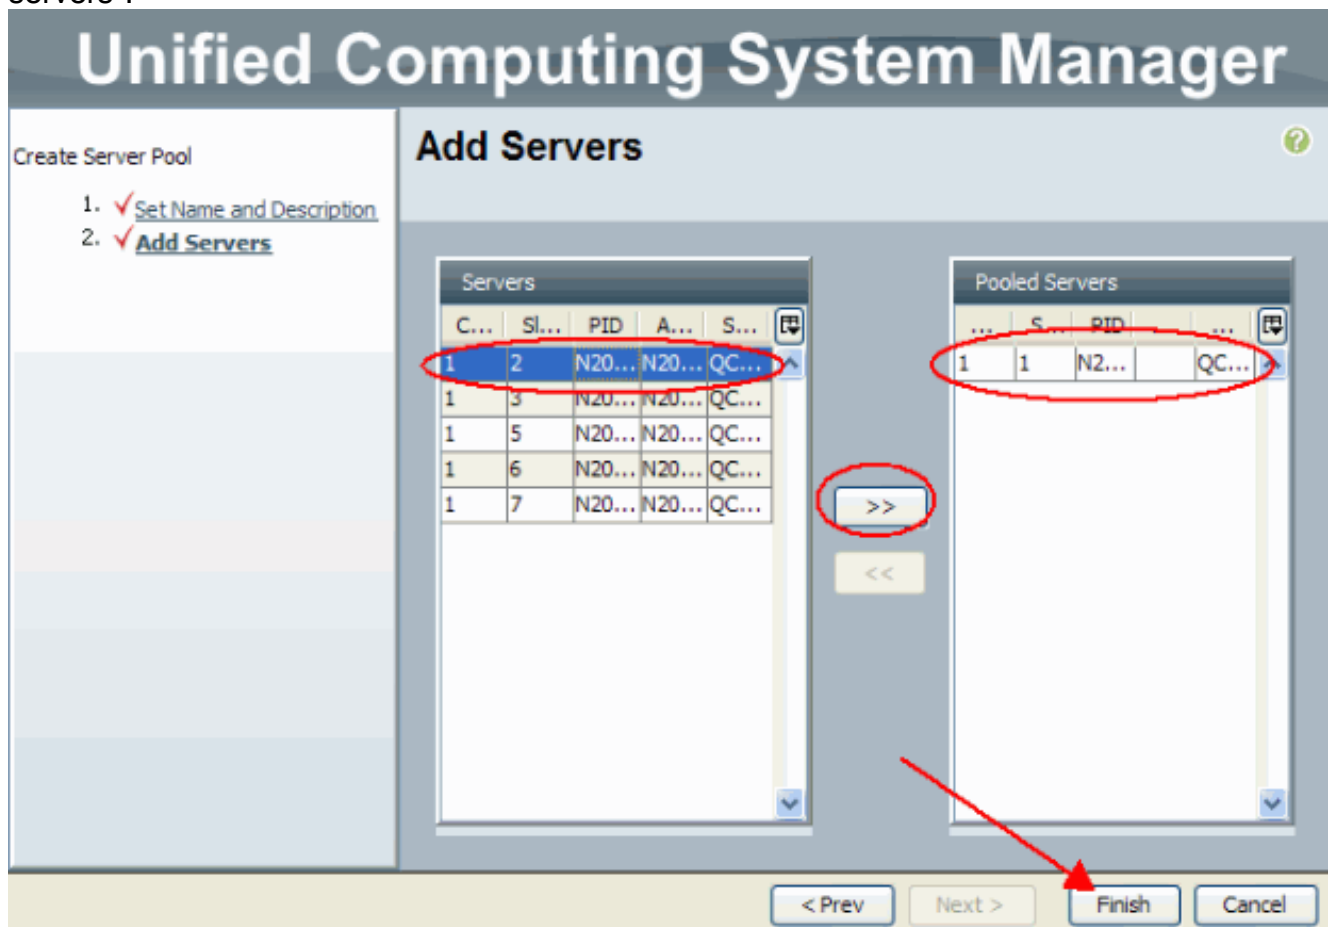 Unified Computing System Manager
Create Server Pool
1. Set Name and Description
2. Add Servers
Add Servers
Servers
C... Sl... PID A... S...
1 2 N20... N20... QC...
1 3 N20... N20... QC...
1 5 N20... N20... QC...
1 6 N20... N20... QC...
1 7 N20... N20... QC...
>>
<<
Pooled Servers
... S... PID ... ...
1 1 N2... QC...
< Prev Next > Finish Cancel